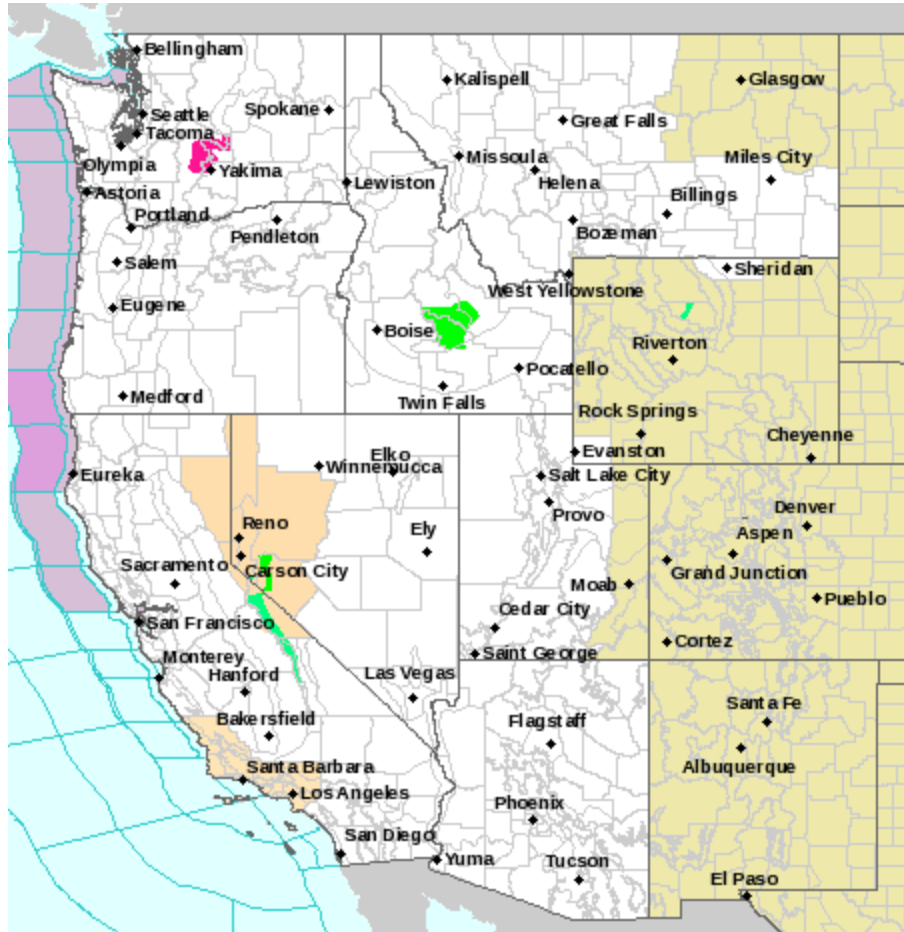 Bellingham
Kalispell
Glasgow
Seattle
Spokane
Great Falls
Tacoma
Olympia
Yakima
Missoula
Miles City
Helena
Lewiston
Astoria
Billings
Portland
Pendleton
Bozeman
Salem
Sheridan
West Yellowstone
Eugene
Boise
Riverton
Pocatello
Medford
Twin Falls
Rock Springs
Cheyenne
Evanston
Elko
Winnemucca
Eureka
Salt Lake City
Provo
Denver
Reno
Ely
Aspen
Sacramento
Carson City
Grand Junction
Moab
Pueblo
Cedar City
San Francisco
Cortez
Saint George
Monterey
Hanford
Las Vegas
Santa Fe
Bakersfield
Flagstaff
Albuquerque
Santa Barbara
Los Angeles
Phoenix
San Diego
Yuma
Tucson
El Paso